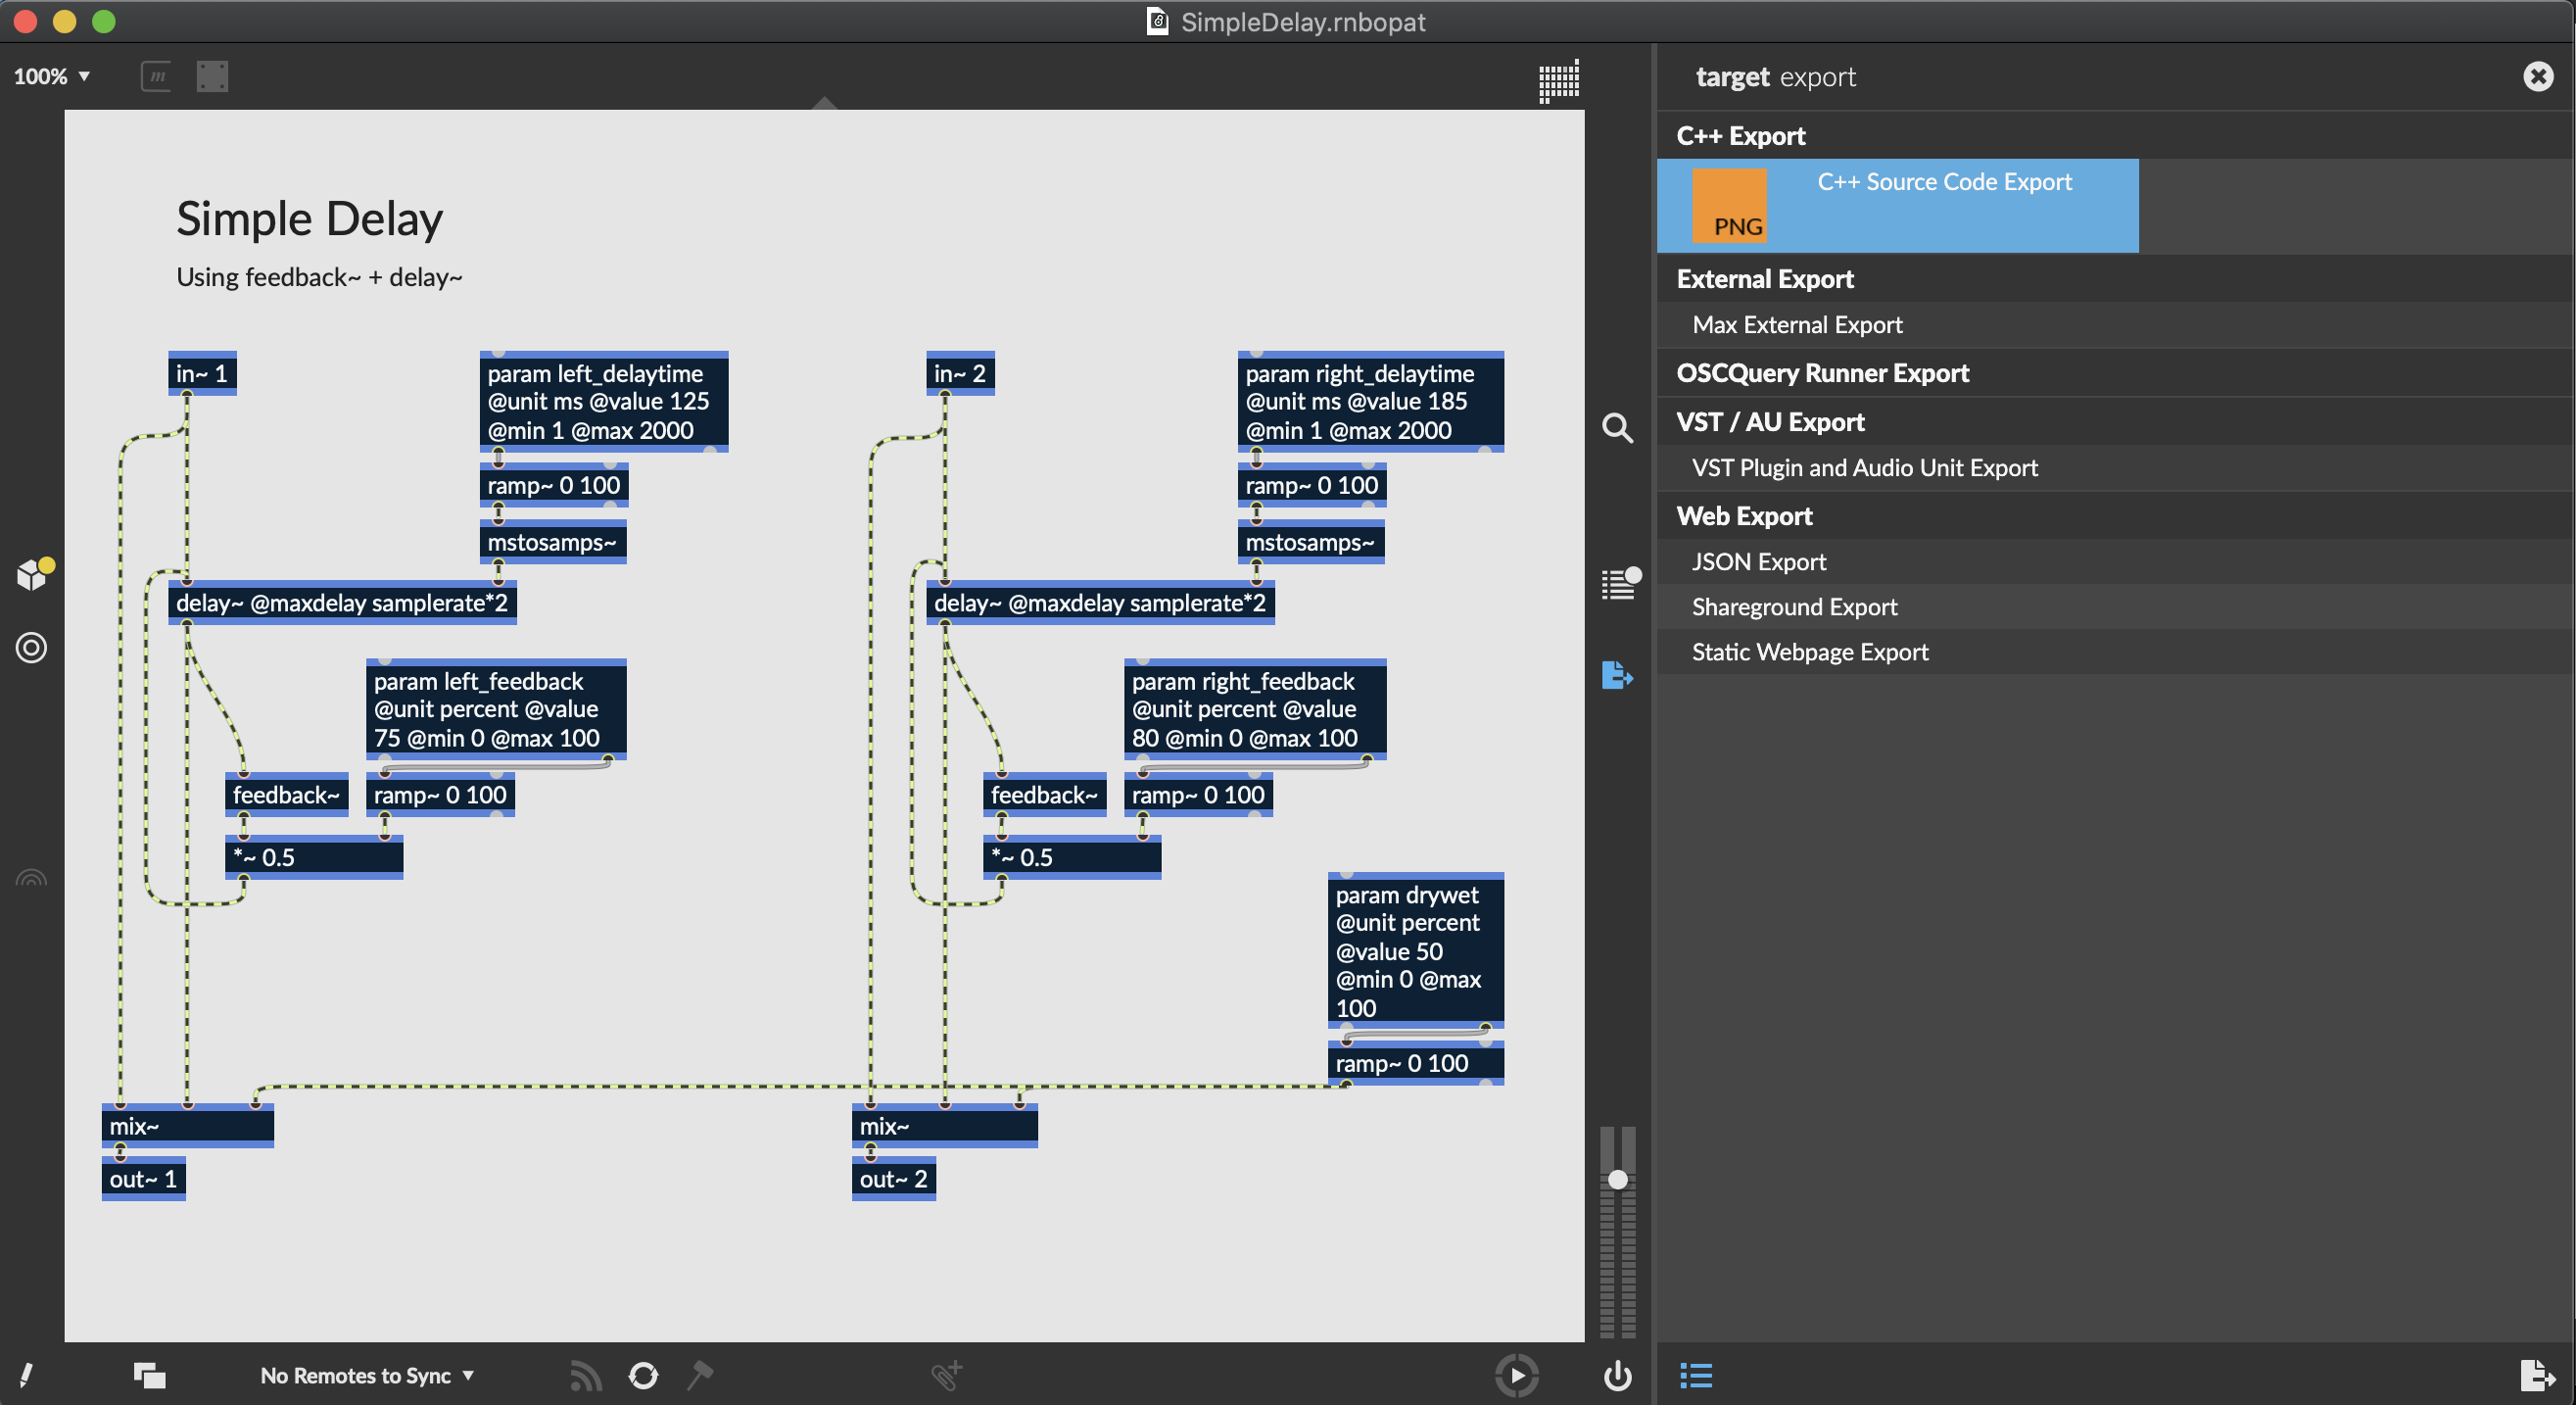 SimpleDelay.rnbopat
100%
m
target export
C++ Export
C++ Source Code Export
PNG
External Export
Max External Export
OSCQuery Runner Export
VST / AU Export
VST Plugin and Audio Unit Export
Web Export
JSON Export
Shareground Export
Static Webpage Export
Simple Delay
Using feedback~ + delay~
in~ 1
param left_delaytime
@unit ms @value 125
@min 1 @max 2000
ramp~ 0 100
mstosamps~
delay~ @maxdelay samplerate*2
param left_feedback
@unit percent @value
75 @min 0 @max 100
feedback~
ramp~ 0 100
*~ 0.5
mix~
out~ 1
in~ 2
param right_delaytime
@unit ms @value 185
@min 1 @max 2000
ramp~ 0 100
mstosamps~
delay~ @maxdelay samplerate*2
param right_feedback
@unit percent @value
80 @min 0 @max 100
feedback~
ramp~ 0 100
*~ 0.5
param drywet
@unit percent
@value 50
@min 0 @max
100
ramp~ 0 100
mix~
out~ 2
No Remotes to Sync